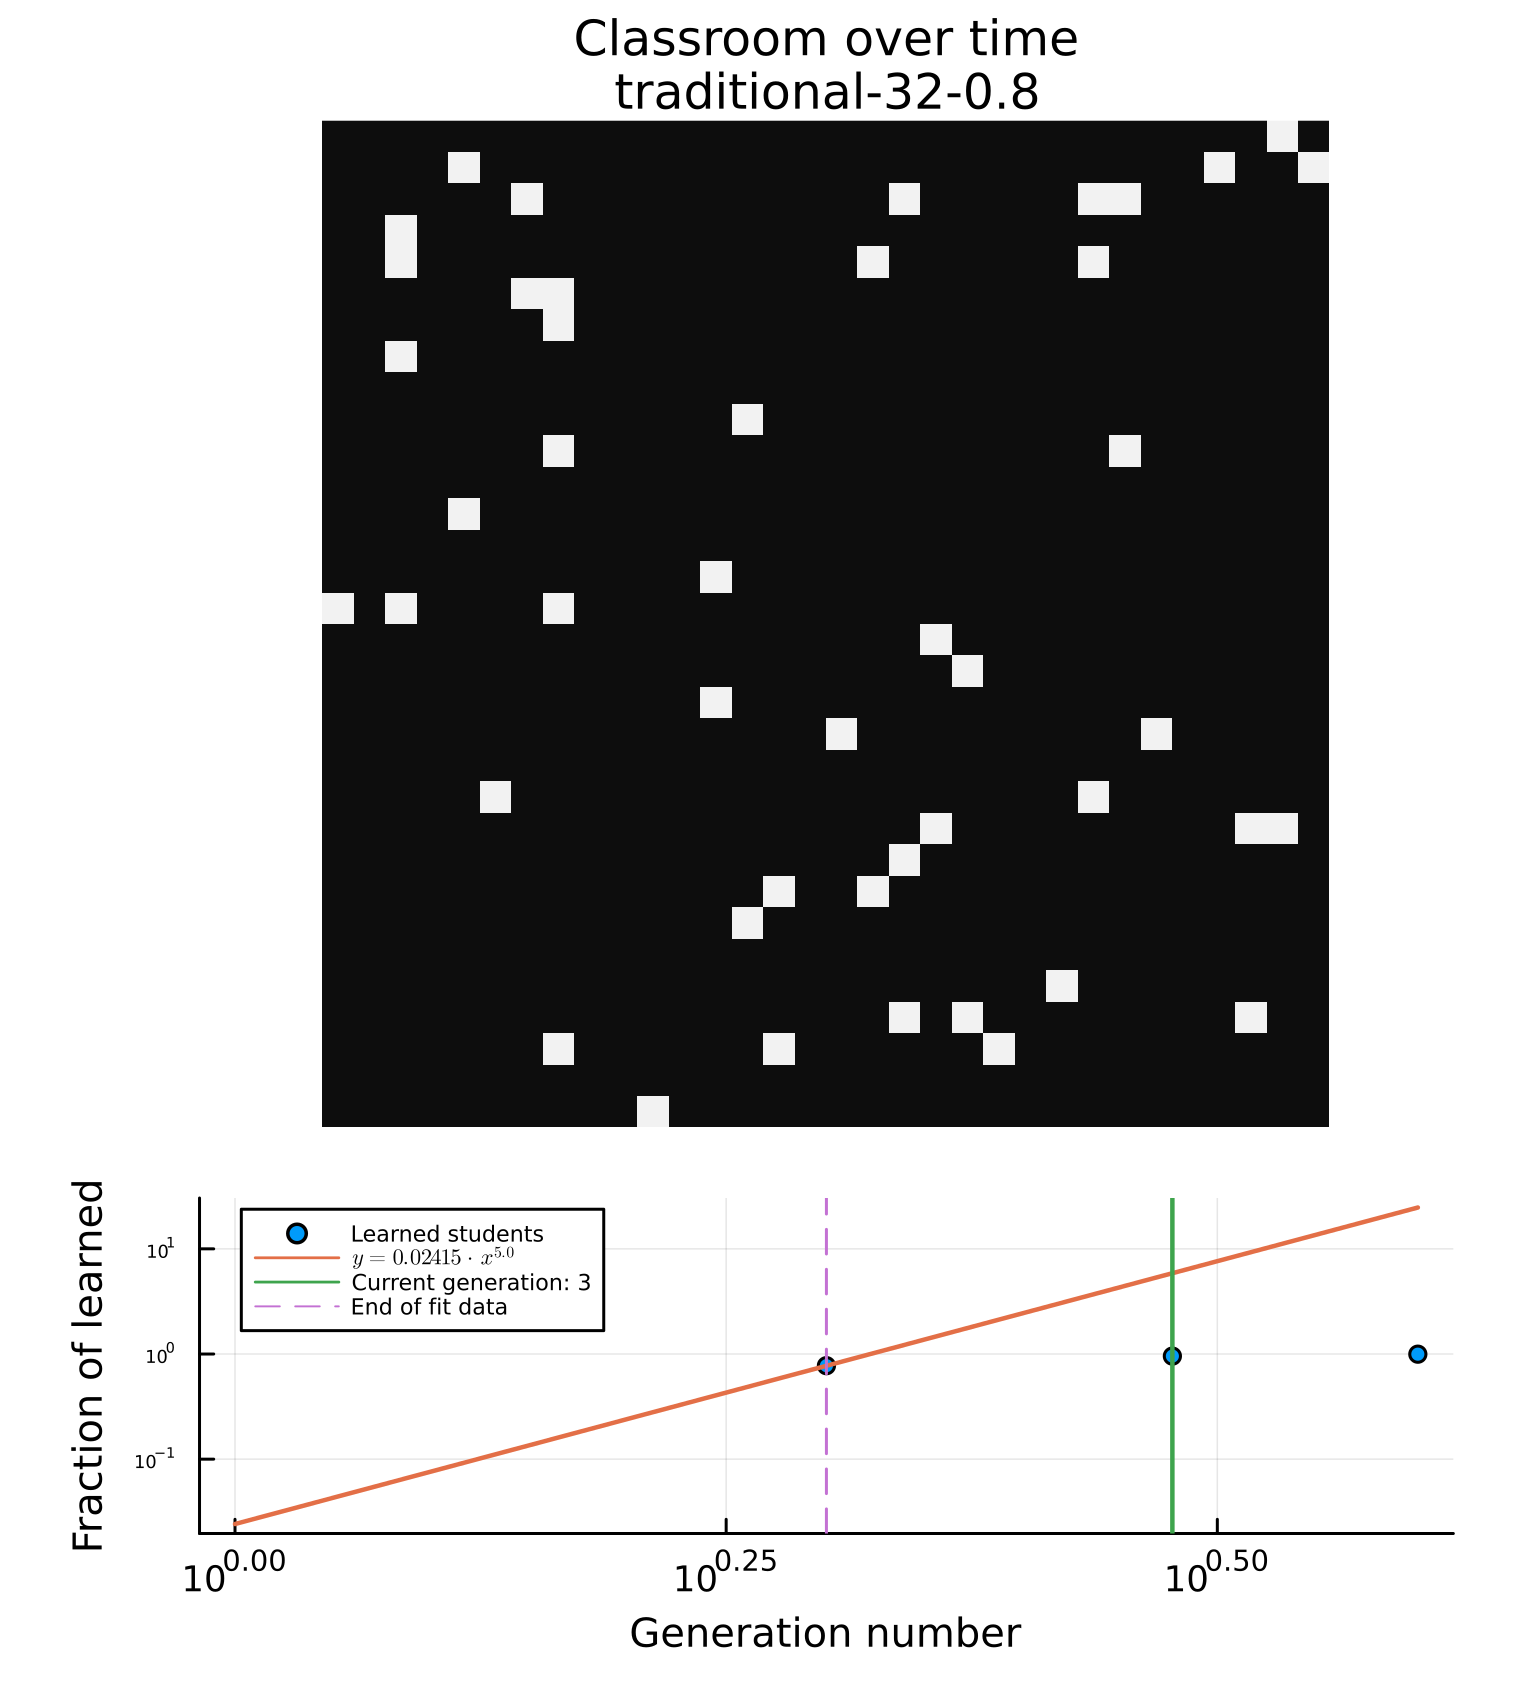 Classroom over time
traditional-32-0.8
Fraction of learned
10^1
10^0
10^−1
Learned students
y = 0.02415 · x^5.0
Current generation: 3
End of fit data
10^0.00
10^0.25
10^0.50
Generation number